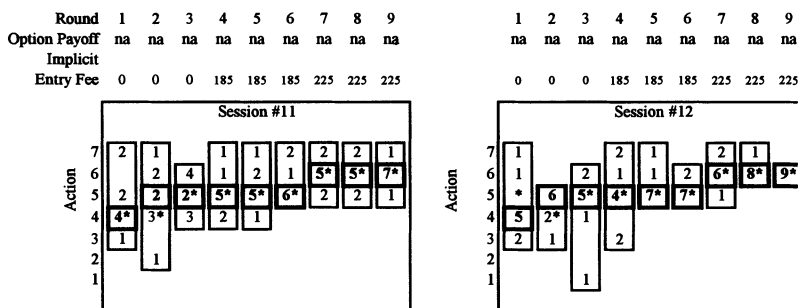 Round 1 2 3 4 5 6 7 8 9 1 2 3 4 5 6 7 8 9
Option Payoff na na na na na na na na na na na na na na na na na na
Implicit
Entry Fee 0 0 0 185 185 185 225 225 225 0 0 0 185 185 185 225 225 225
Session #11 Session #12
7 2 1 1 2 2 2 2 1 7 1 2 1 2 1
6 2 4 1 1 1 5* 5* 7* 6 1 2 1 1 2 6* 8* 9*
5 2 2 2* 5* 5* 6* 2 2 1 5 * 6 5* 4* 7* 7* 1
4 4* 3* 3 2 1 4 5 2* 1
3 1 3 2 1 2
2 1 2
1 1 1
Action Action